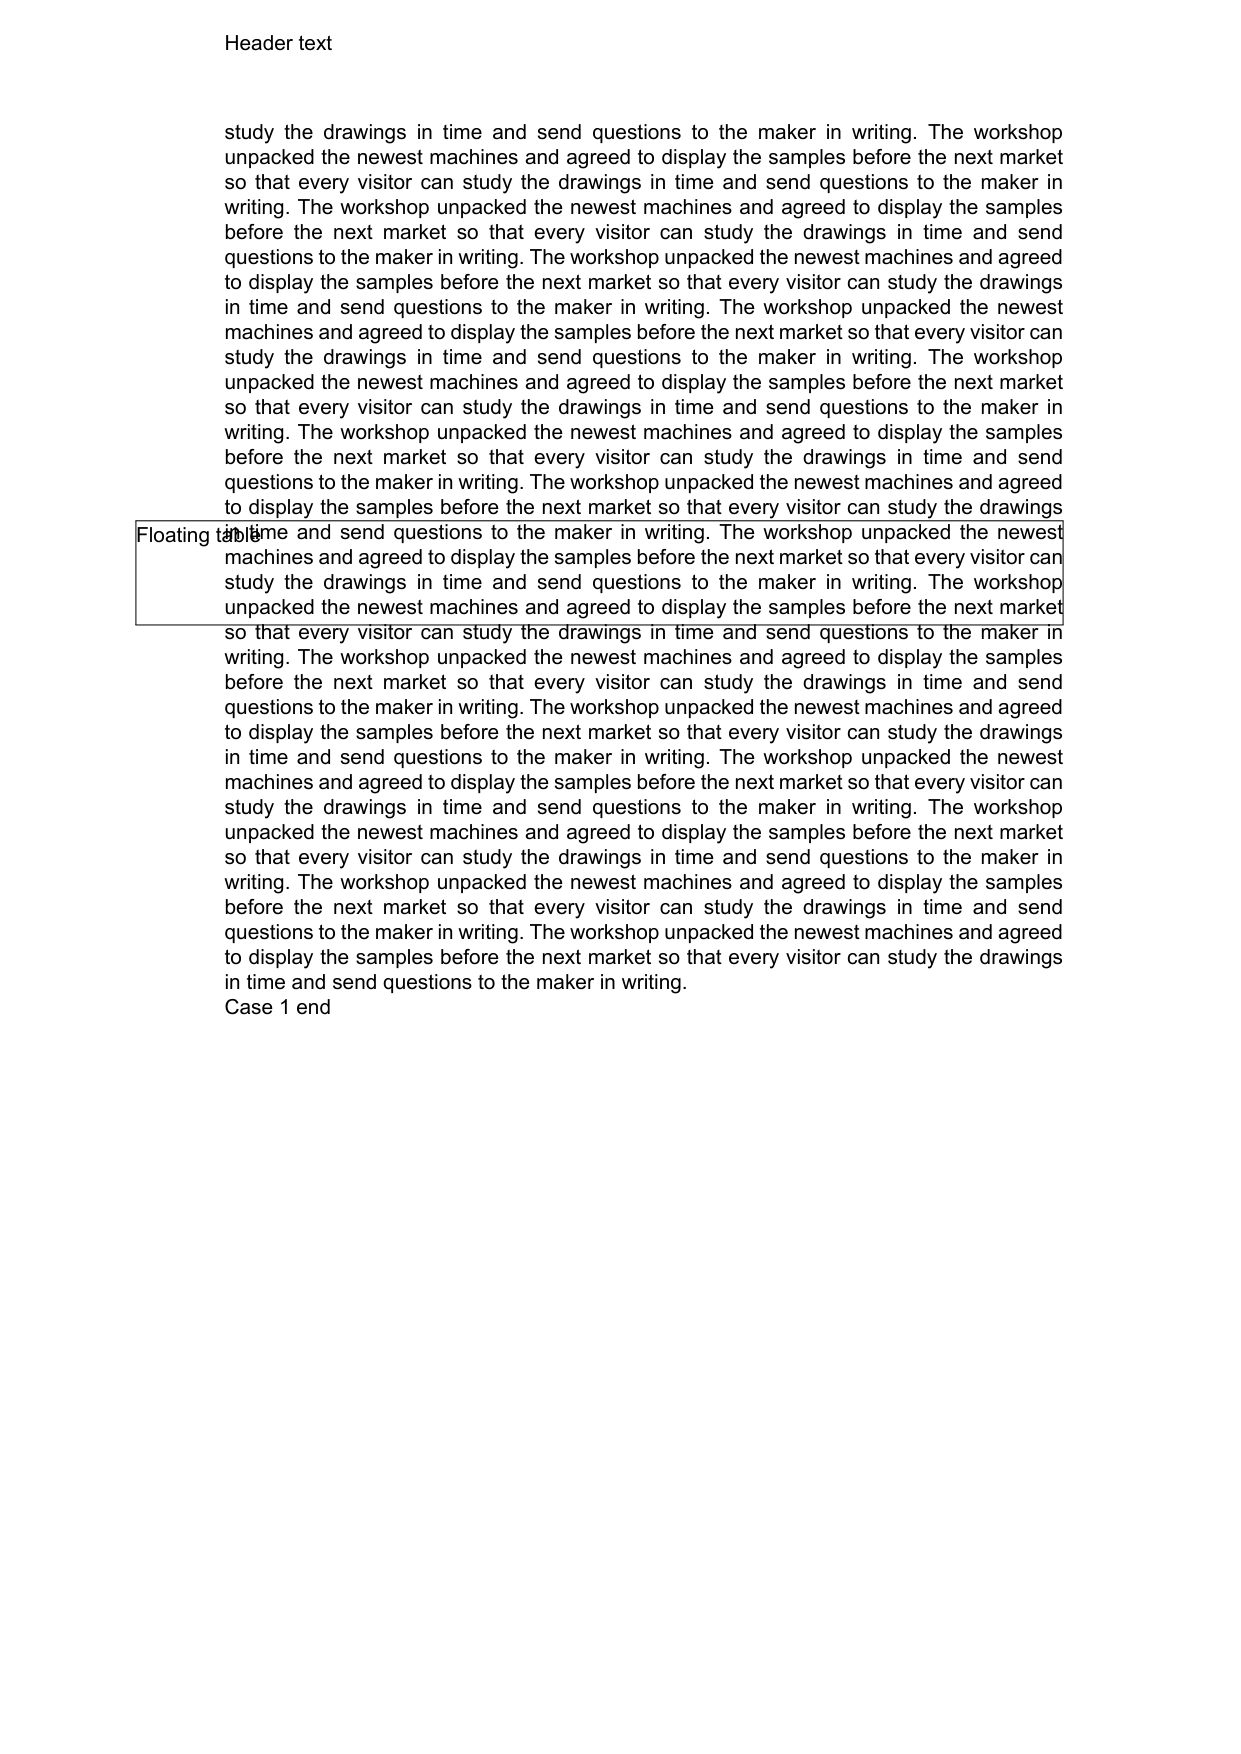 Header text
study the drawings in time and send questions to the maker in writing. The workshop
unpacked the newest machines and agreed to display the samples before the next market
so that every visitor can study the drawings in time and send questions to the maker in
writing. The workshop unpacked the newest machines and agreed to display the samples
before the next market so that every visitor can study the drawings in time and send
questions to the maker in writing. The workshop unpacked the newest machines and agreed
to display the samples before the next market so that every visitor can study the drawings
in time and send questions to the maker in writing. The workshop unpacked the newest
machines and agreed to display the samples before the next market so that every visitor can
study the drawings in time and send questions to the maker in writing. The workshop
unpacked the newest machines and agreed to display the samples before the next market
so that every visitor can study the drawings in time and send questions to the maker in
writing. The workshop unpacked the newest machines and agreed to display the samples
before the next market so that every visitor can study the drawings in time and send
questions to the maker in writing. The workshop unpacked the newest machines and agreed
to display the samples before the next market so that every visitor can study the drawings
Floating table
in time and send questions to the maker in writing. The workshop unpacked the newest
machines and agreed to display the samples before the next market so that every visitor can
study the drawings in time and send questions to the maker in writing. The workshop
unpacked the newest machines and agreed to display the samples before the next market
so that every visitor can study the drawings in time and send questions to the maker in
writing. The workshop unpacked the newest machines and agreed to display the samples
before the next market so that every visitor can study the drawings in time and send
questions to the maker in writing. The workshop unpacked the newest machines and agreed
to display the samples before the next market so that every visitor can study the drawings
in time and send questions to the maker in writing. The workshop unpacked the newest
machines and agreed to display the samples before the next market so that every visitor can
study the drawings in time and send questions to the maker in writing. The workshop
unpacked the newest machines and agreed to display the samples before the next market
so that every visitor can study the drawings in time and send questions to the maker in
writing. The workshop unpacked the newest machines and agreed to display the samples
before the next market so that every visitor can study the drawings in time and send
questions to the maker in writing. The workshop unpacked the newest machines and agreed
to display the samples before the next market so that every visitor can study the drawings
in time and send questions to the maker in writing.
Case 1 end